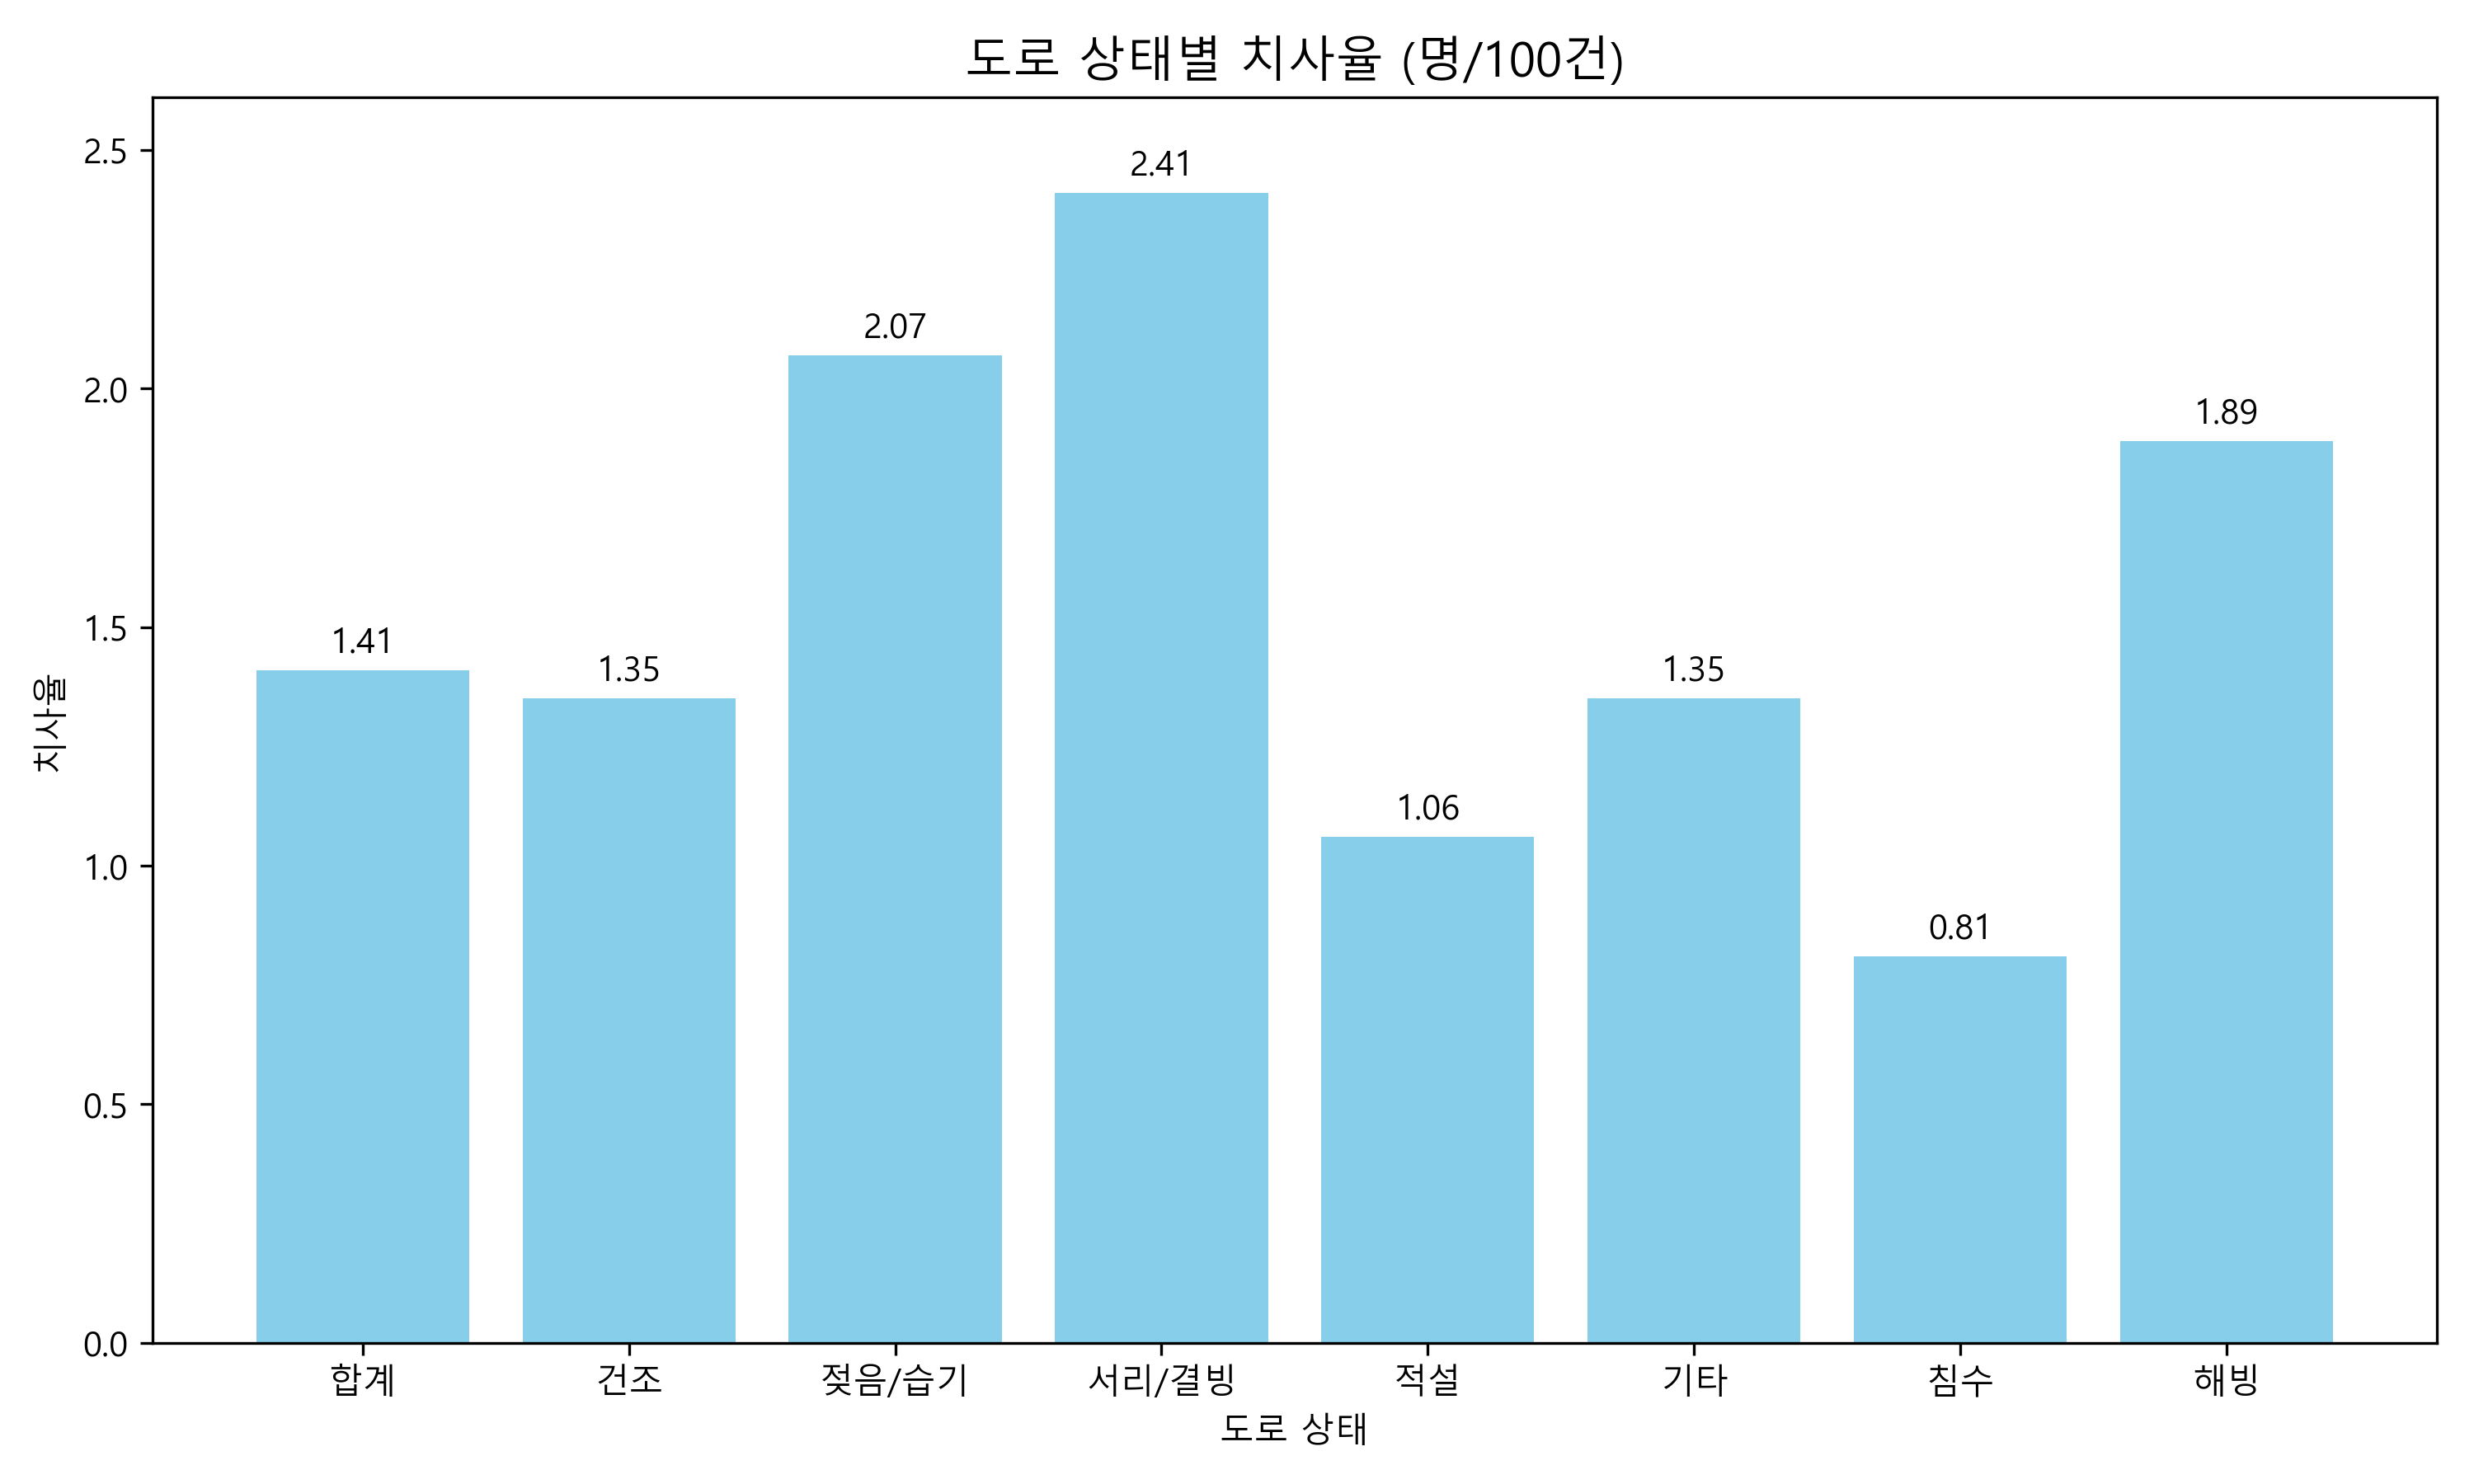 도로 상태별 치사율 (명/100건)
2.5
2.0
1.5
1.0
0.5
0.0
치사율
1.41
1.35
2.07
2.41
1.06
1.35
0.81
1.89
합계
건조
젖음/습기
서리/결빙
적설
기타
침수
해빙
도로 상태